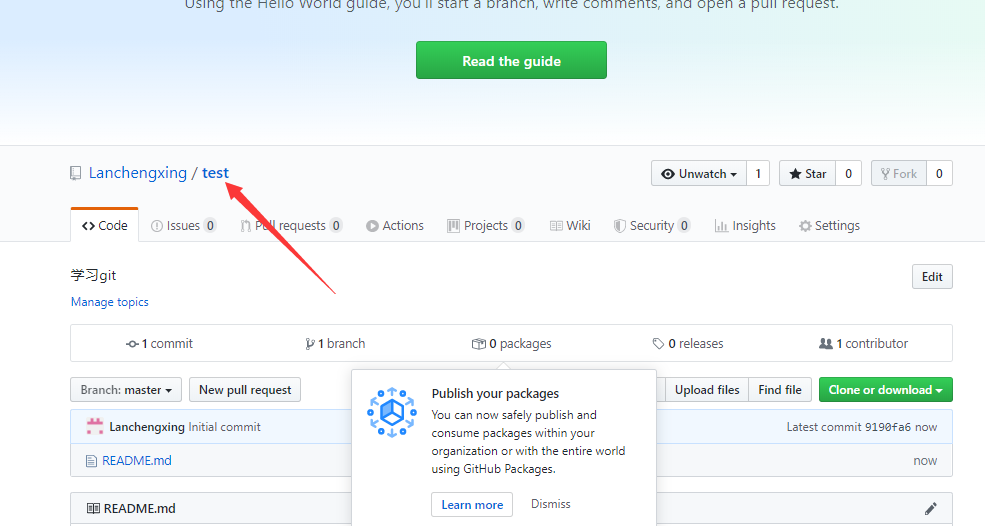 Using the Hello World guide, you'll start a branch, write comments, and open a pull request.
Read the guide
Lanchengxing / test
Unwatch 1 Star 0 Fork 0
Code Issues 0 Pull requests 0 Actions Projects 0 Wiki Security 0 Insights Settings
学习git
Edit
Manage topics
1 commit 1 branch 0 packages 0 releases 1 contributor
Branch: master New pull request Upload files Find file Clone or download
Lanchengxing Initial commit Latest commit 9190fa6 now
README.md now
README.md
Publish your packages
You can now safely publish and
consume packages within your
organization or with the entire world
using GitHub Packages.
Learn more Dismiss